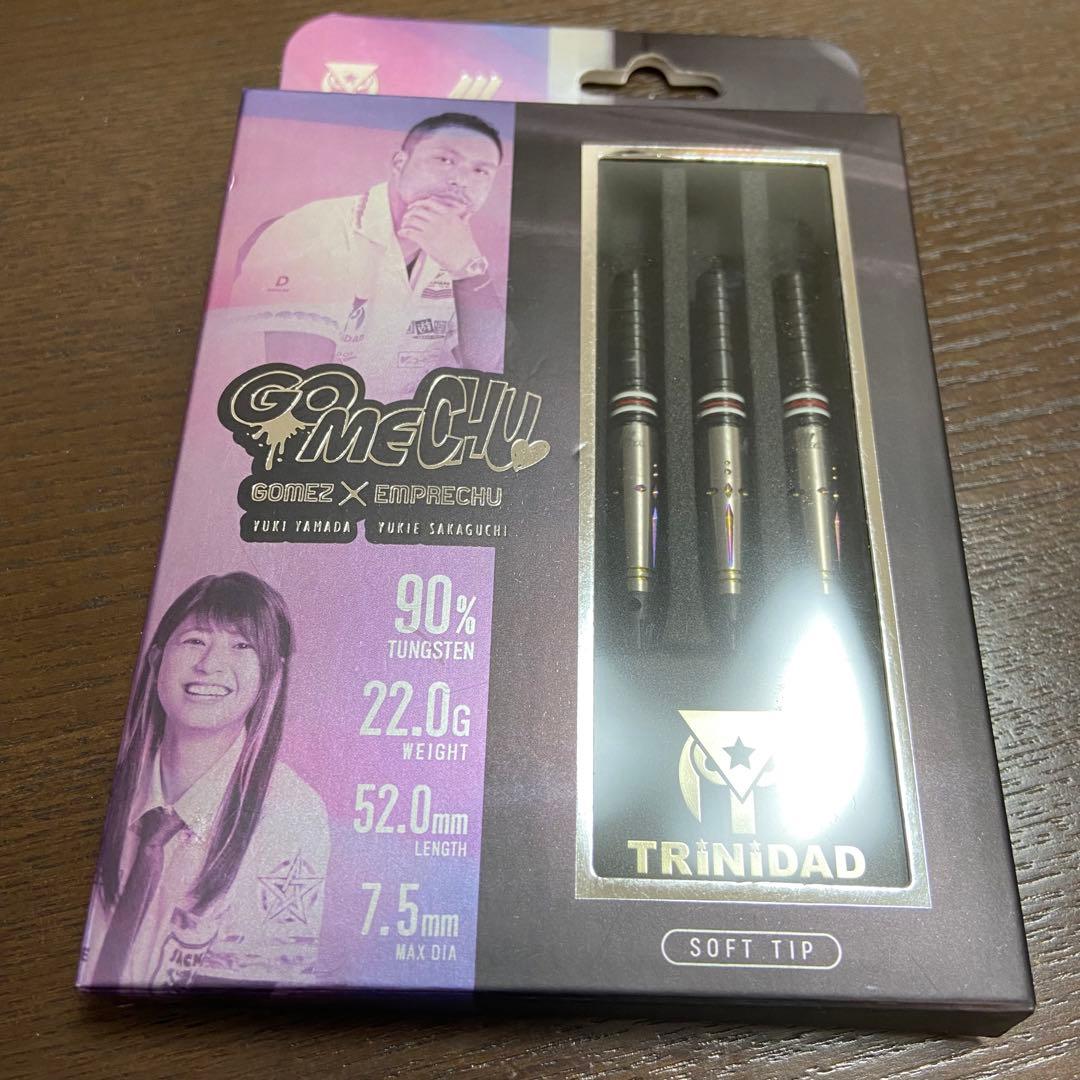 D
GOMECHU
GOMEZ X EMPRECHU
YUKI YAMADA YUKIE SAKAGUCHI
90%
TUNGSTEN
22.0G
WEIGHT
52.0mm
LENGTH
7.5mm
MAX DIA
JACK
TRiNiDAD
SOFT TIP